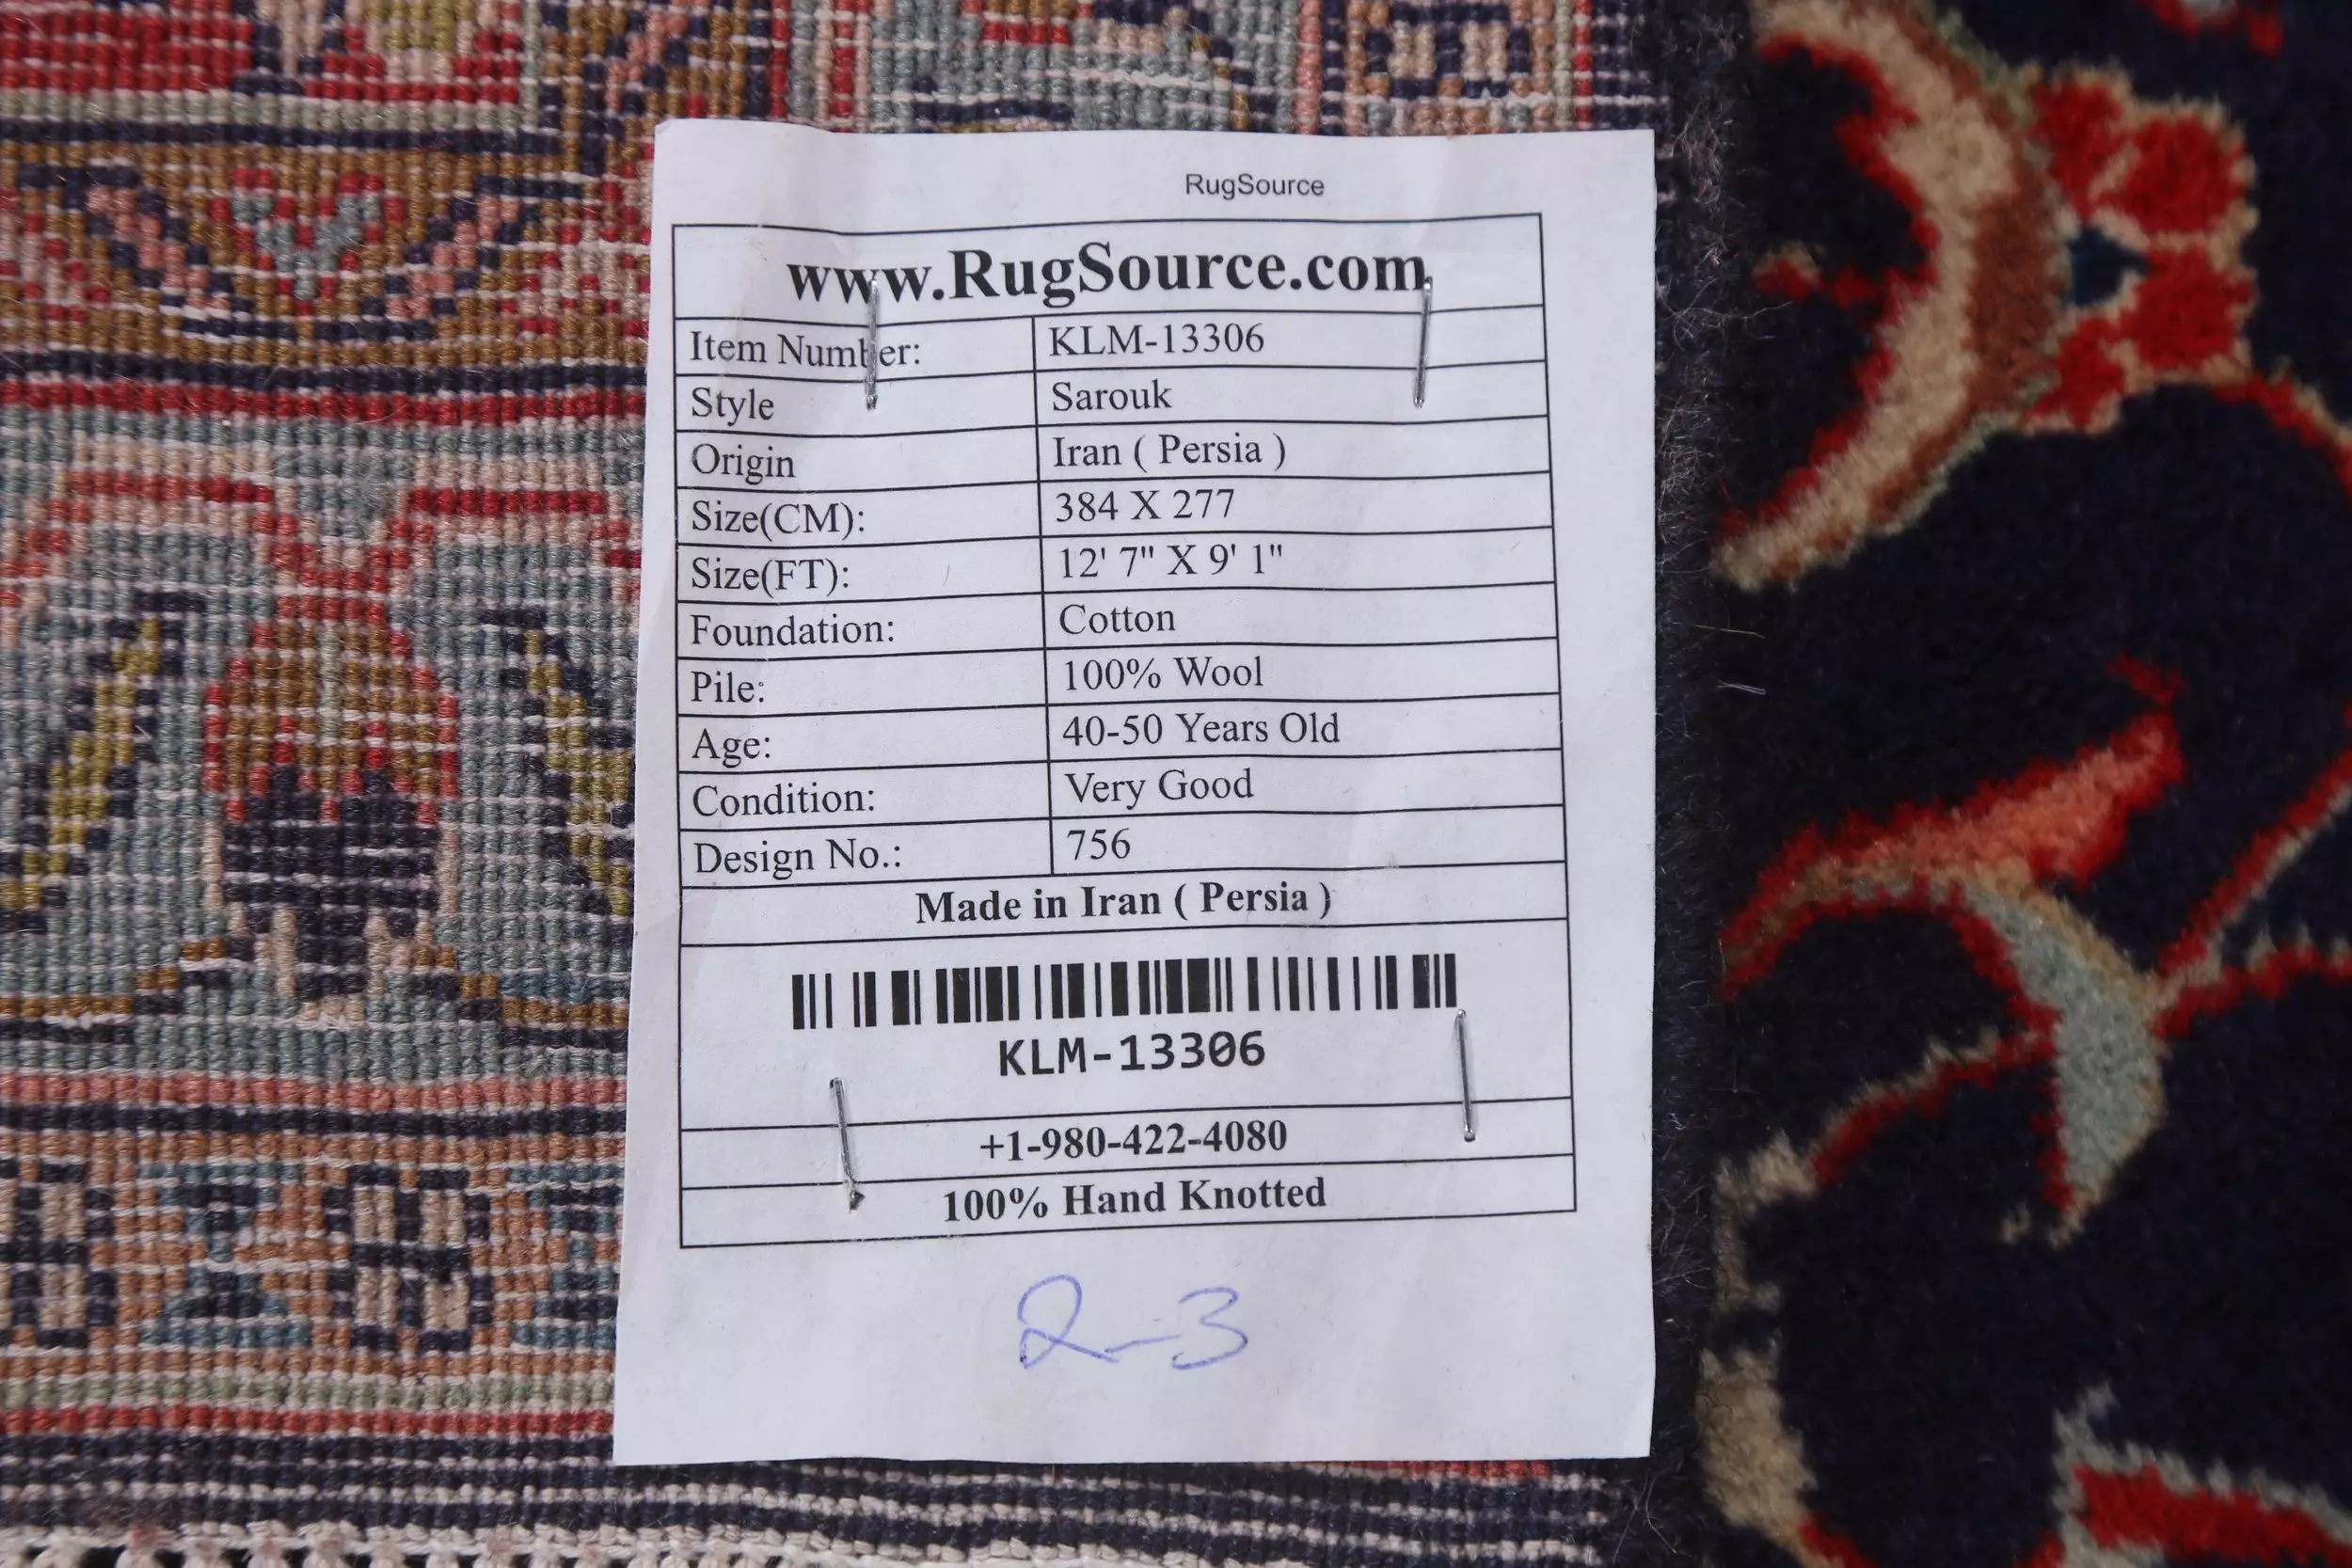 RugSource
www.RugSource.com
Item Number: KLM-13306
Style Sarouk
Origin Iran ( Persia )
Size(CM): 384 X 277
Size(FT): 12' 7" X 9' 1"
Foundation: Cotton
Pile: 100% Wool
Age: 40-50 Years Old
Condition: Very Good
Design No.: 756
Made in Iran ( Persia )
KLM-13306
+1-980-422-4080
100% Hand Knotted
2-3